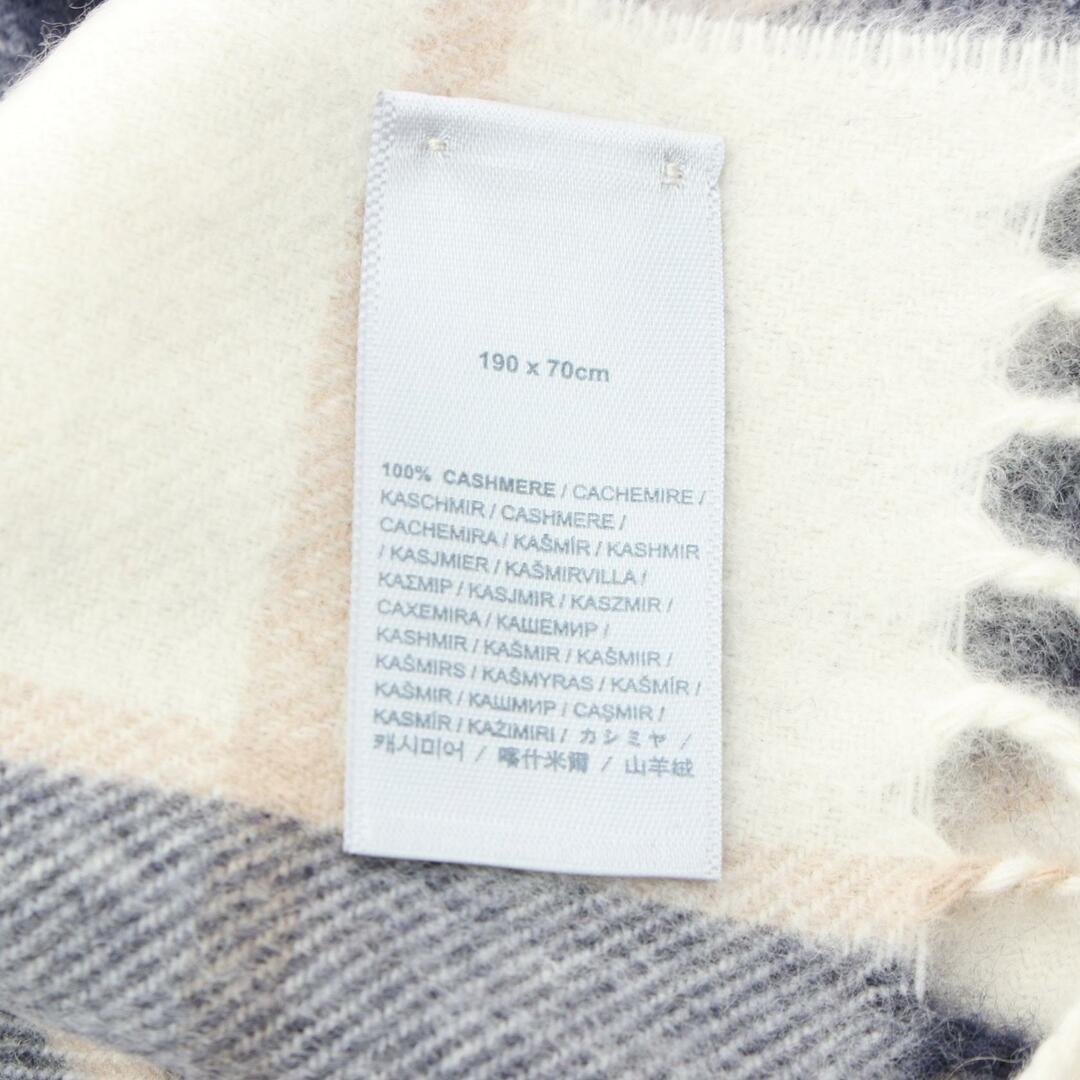 190 x 70cm
100% CASHMERE / CACHEMIRE /
KASCHMIR / CASHMERE /
CACHEMIRA / KAŠMÍR / KASHMIR
/ KASJMIER / KAŠMIRVILLA /
ΚΑΣΜΙΡ / KASJMIR / KASZMIR /
CAXEMIRA / КАШЕМИР /
KASHMIR / KAŠMIR / KAŠMIIR /
KAŠMIRS / KAŠMYRAS / KAŠMÍR /
KAŠMIR / КАШМИР / CAŞMIR /
KASMÍR / KAŻIMIRI / カシミヤ /
캐시미어 / 喀什米爾 / 山羊绒